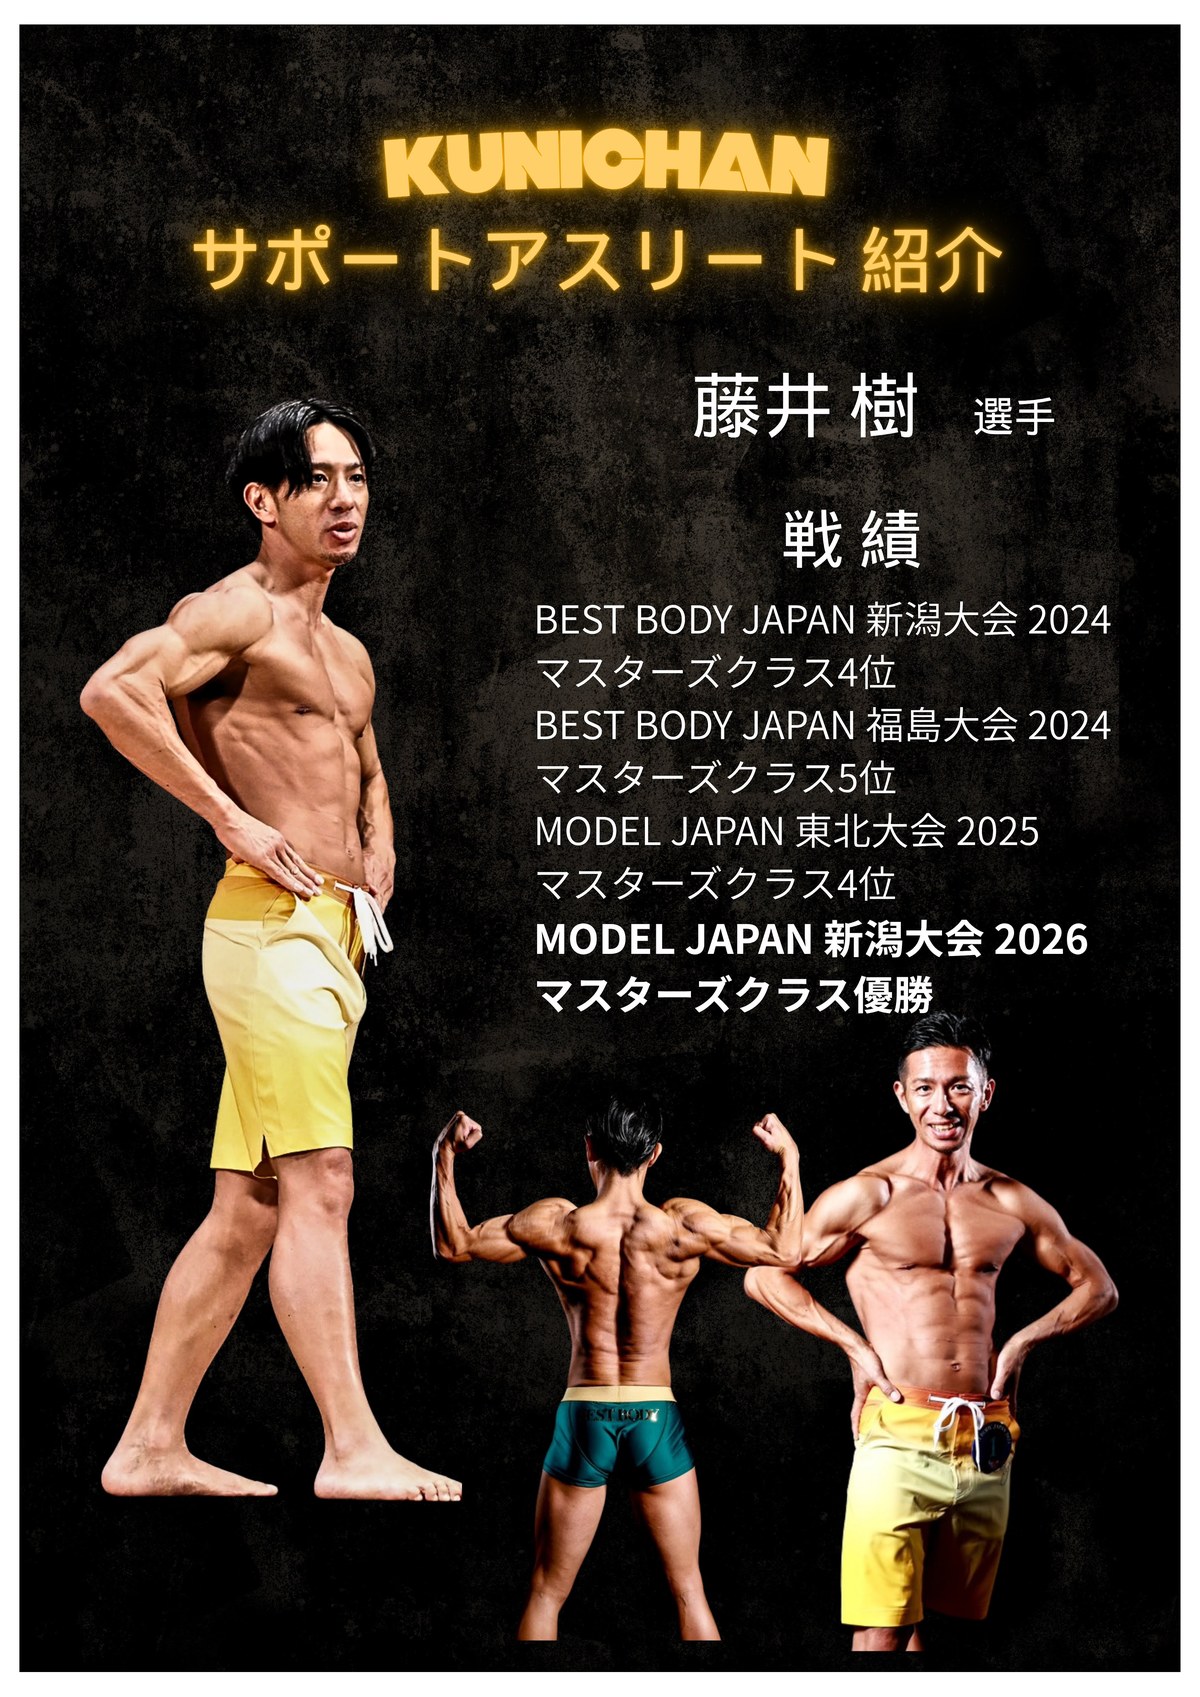 KUNICHAN
サポートアスリート 紹介
藤井 樹 選手
戦 績
BEST BODY JAPAN 新潟大会 2024
マスターズクラス4位
BEST BODY JAPAN 福島大会 2024
マスターズクラス5位
MODEL JAPAN 東北大会 2025
マスターズクラス4位
MODEL JAPAN 新潟大会 2026
マスターズクラス優勝
BEST BODY